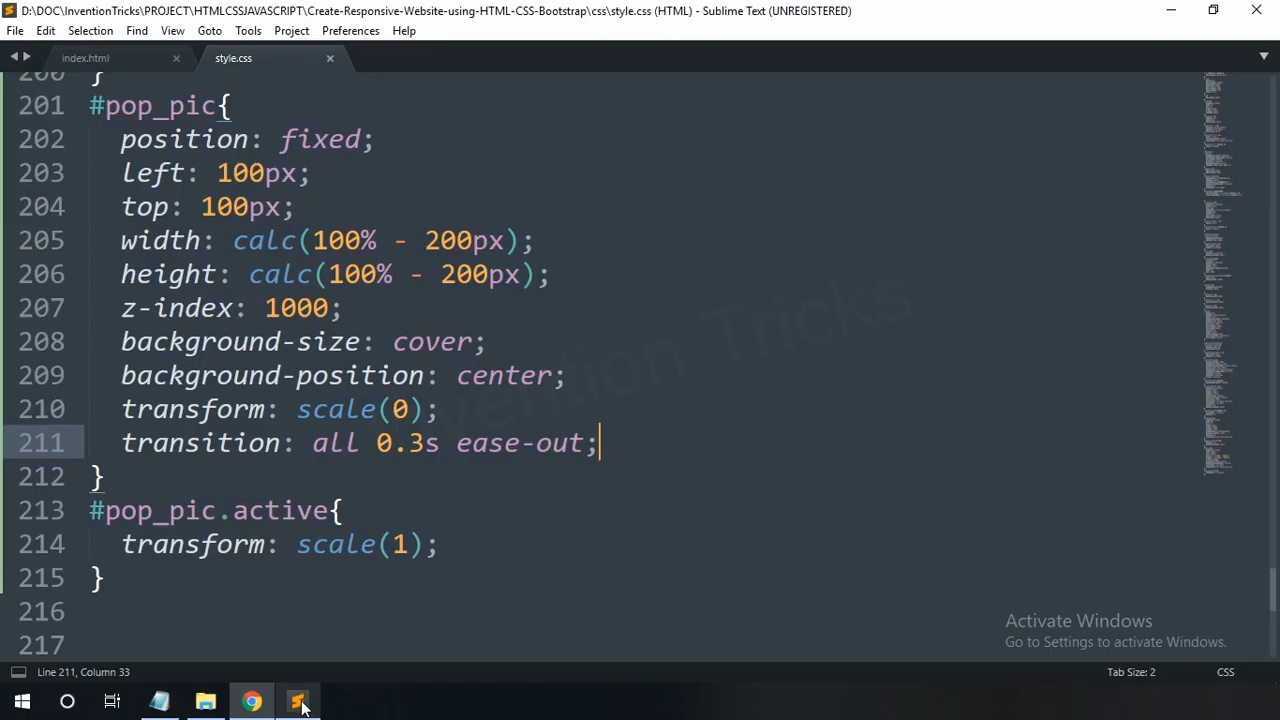 D:\DOC\InventionTricks\PROJECT\HTMLCSSJAVASCRIPT\Create-Responsive-Website-using-HTML-CSS-Bootstrap\css\style.css (HTML) - Sublime Text (UNREGISTERED)
File Edit Selection Find View Goto Tools Project Preferences Help
index.html style.css
200 }
201 #pop_pic{
202 position: fixed;
203 left: 100px;
204 top: 100px;
205 width: calc(100% - 200px);
206 height: calc(100% - 200px);
207 z-index: 1000;
208 background-size: cover;
209 background-position: center;
210 transform: scale(0);
211 transition: all 0.3s ease-out;
212 }
213 #pop_pic.active{
214 transform: scale(1);
215 }
216
217
Invention Tricks
Activate Windows
Go to Settings to activate Windows.
Line 211, Column 33 Tab Size: 2 CSS